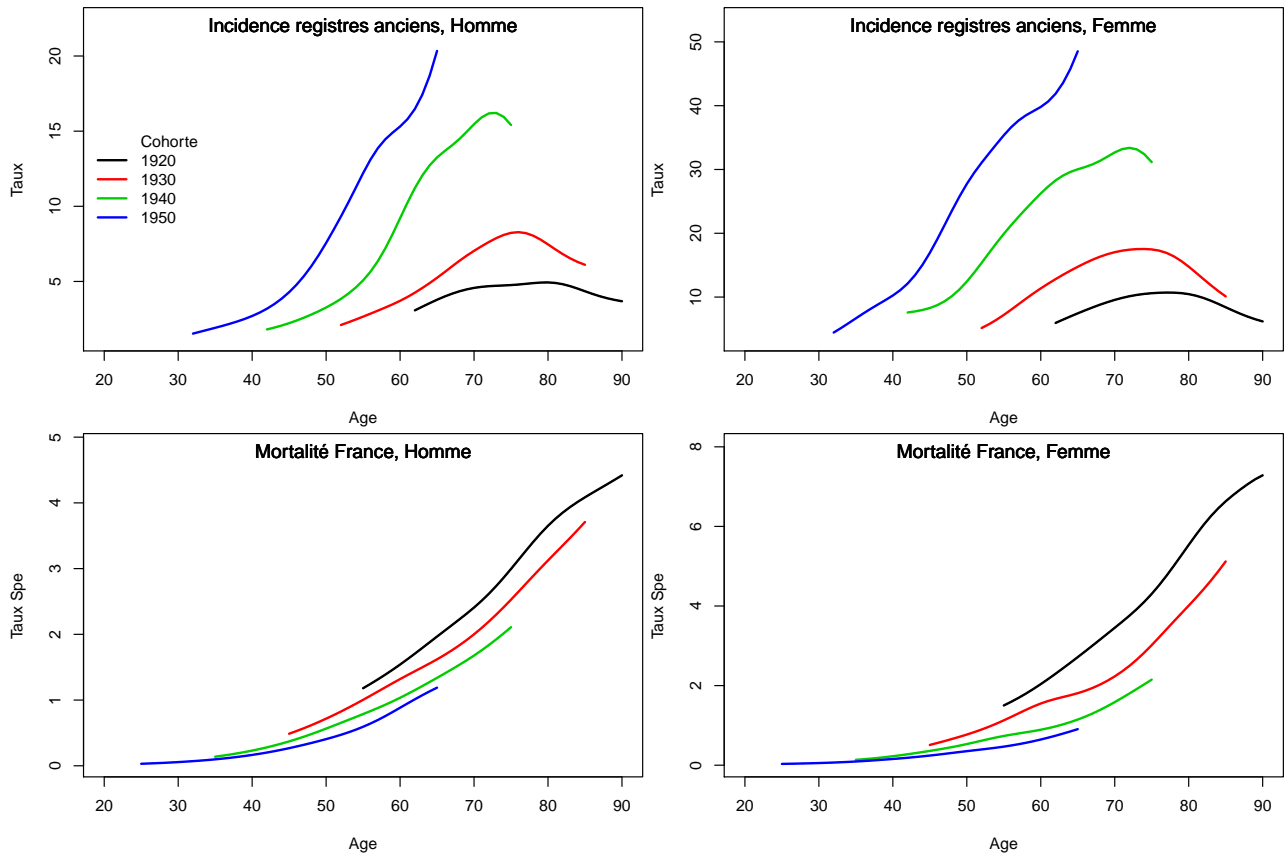 Incidence registres anciens, Homme
Taux
20
15
10
5
Cohorte
1920
1930
1940
1950
20 30 40 50 60 70 80 90
Age
Incidence registres anciens, Femme
Taux
50
40
30
20
10
20 30 40 50 60 70 80 90
Age
Mortalité France, Homme
Taux Spe
5
4
3
2
1
0
20 30 40 50 60 70 80 90
Age
Mortalité France, Femme
Taux Spe
8
6
4
2
0
20 30 40 50 60 70 80 90
Age